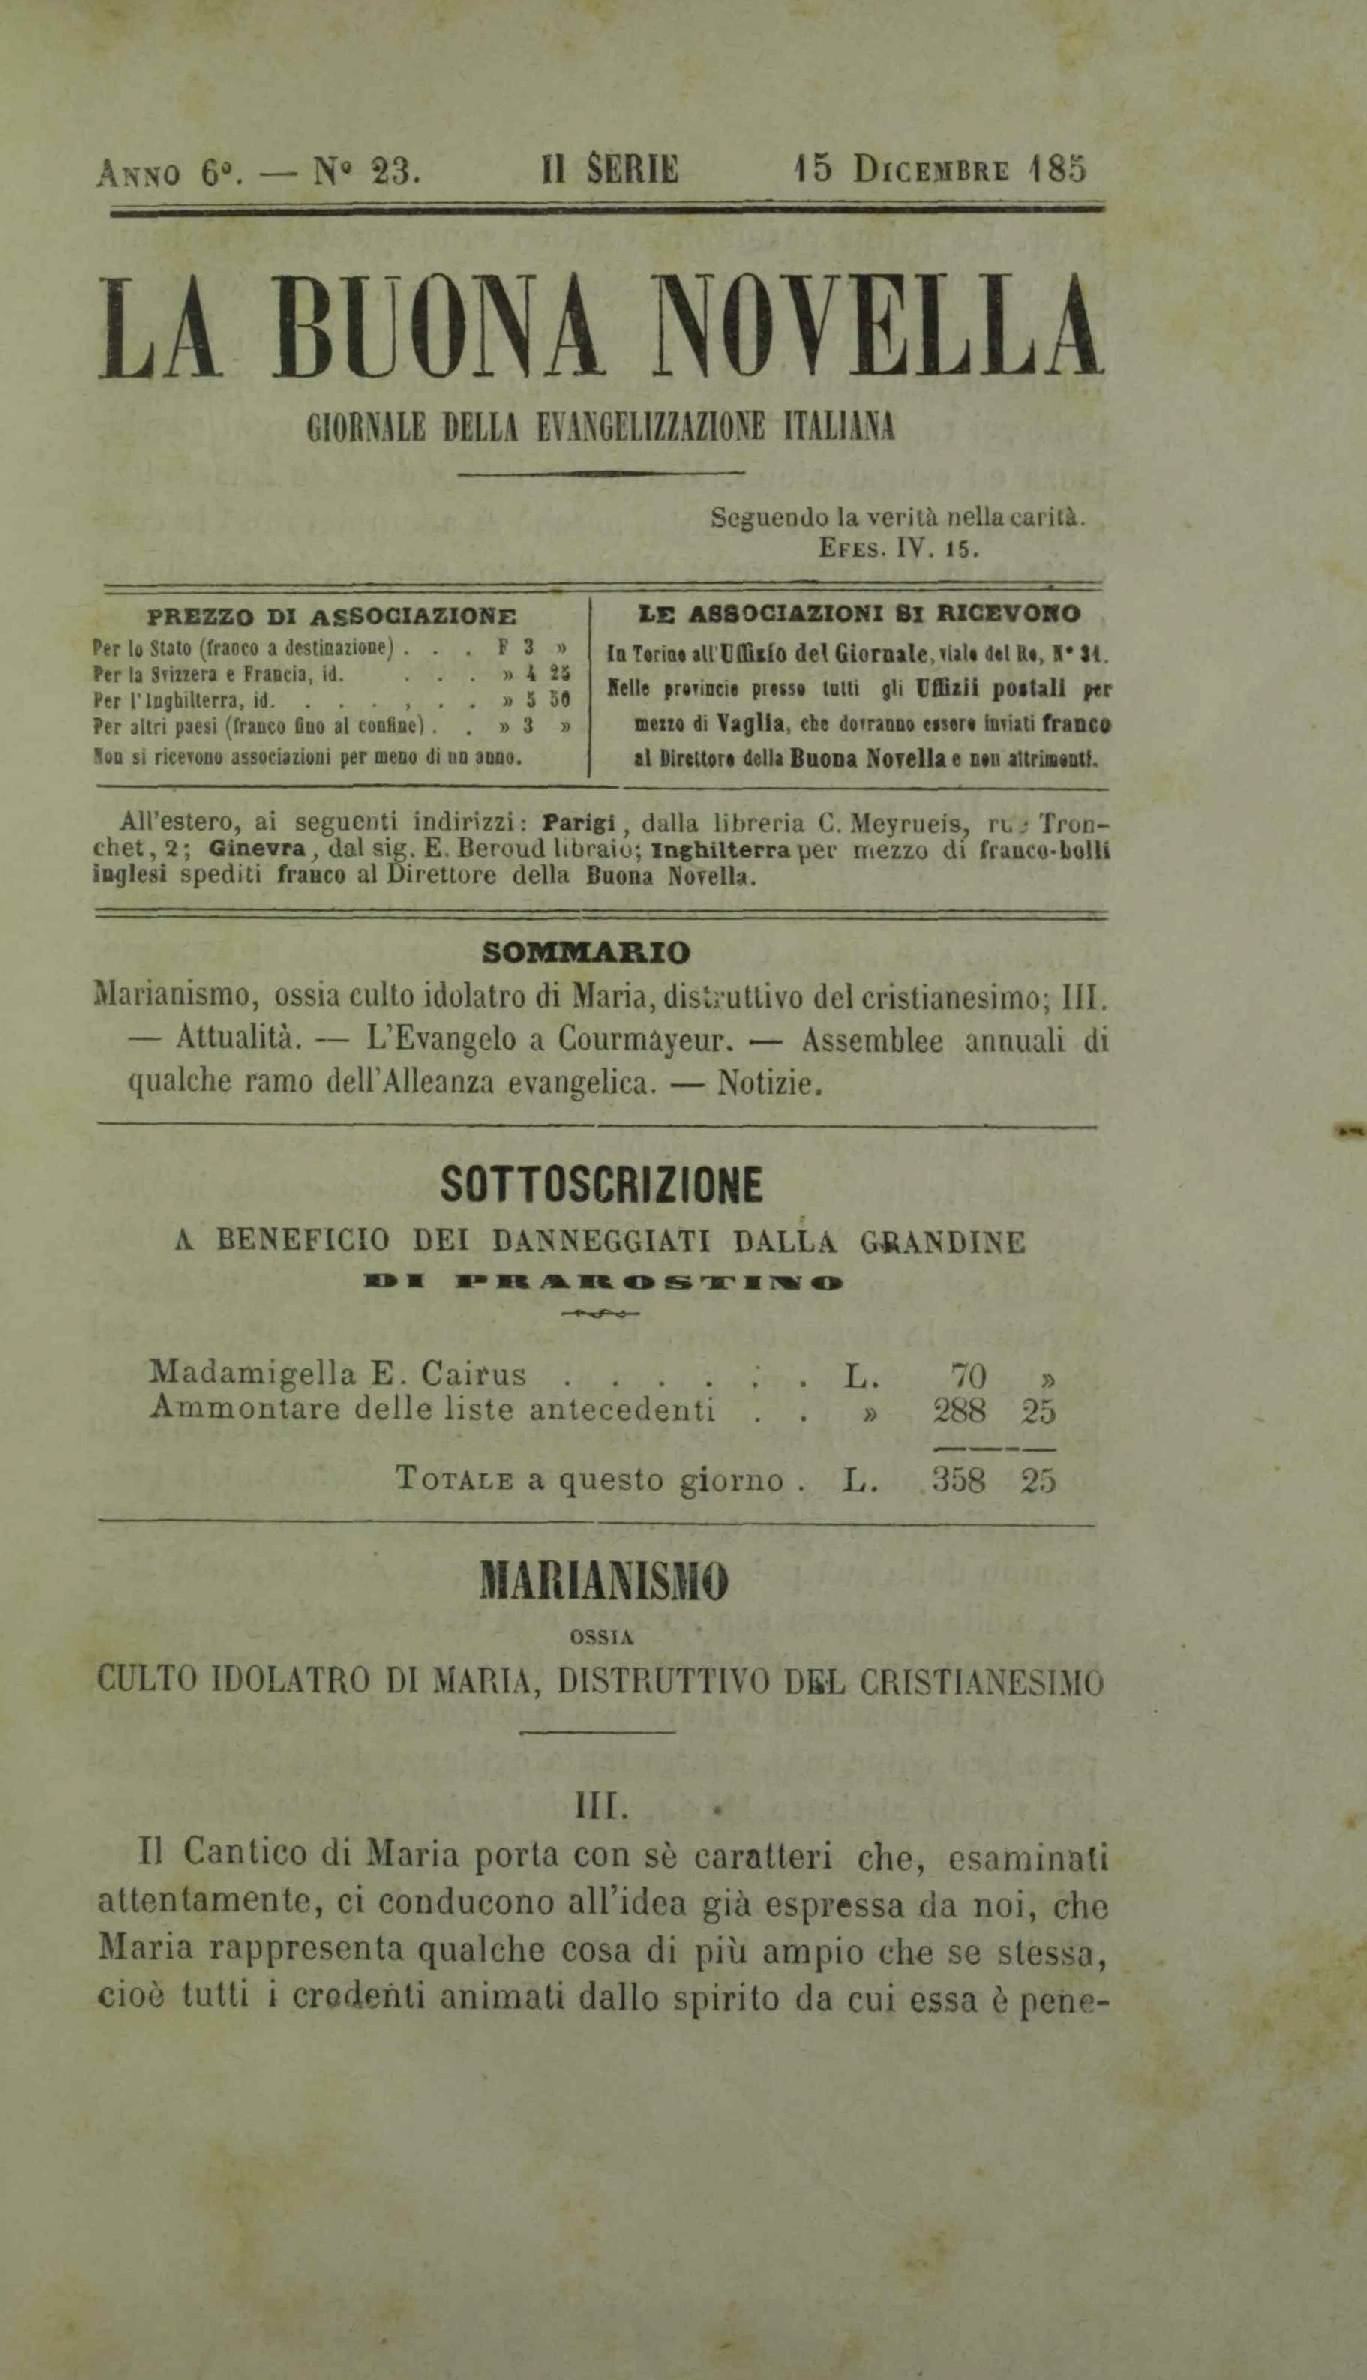 ANNO 6º. — Nº 23. II SERIE 15 DICEMBRE 185
LA BUONA NOVELLA
GIORNALE DELLA EVANGELIZZAZIONE ITALIANA
Seguendo la verità nella carità.
EFES. IV. 15.
PREZZO DI ASSOCIAZIONE
Per lo Stato (franco a destinazione) . . . F 3 »
Per la Svizzera e Francia, id. . . . » 4 25
Per l'Inghilterra, id. . . . , . . » 5 50
Per altri paesi (franco fino al confine) . . » 3 »
Non si ricevono associazioni per meno di un anno.
LE ASSOCIAZIONI SI RICEVONO
In Torino all'Uffizio del Giornale, viale del Re, Nº 31.
Nelle provincie presso tutti gli Uffizii postali per
mezzo di Vaglia, che dovranno essere inviati franco
al Direttore della Buona Novella e non altrimenti.
All'estero, ai seguenti indirizzi: Parigi, dalla libreria C. Meyrueis, Tron-
chet, 2; Ginevra, dal sig. E. Beroud libraio; Inghilterra per mezzo di franco-bolli
inglesi spediti franco al Direttore della Buona Novella.
SOMMARIO
Marianismo, ossia culto idolatro di Maria, distruttivo del cristianesimo; III.
— Attualità. — L'Evangelo a Courmayeur. — Assemblee annuali di
qualche ramo dell'Alleanza evangelica. — Notizie.
SOTTOSCRIZIONE
A BENEFICIO DEI DANNEGGIATI DALLA GRANDINE
DI PRAROSTINO
Madamigella E. Cairus . . . . . . L. 70 »
Ammontare delle liste antecedenti . . » 288 25
TOTALE a questo giorno . L. 358 25
MARIANISMO
OSSIA
CULTO IDOLATRO DI MARIA, DISTRUTTIVO DEL CRISTIANESIMO
III.
Il Cantico di Maria porta con sè caratteri che, esaminati
attentamente, ci conducono all'idea già espressa da noi, che
Maria rappresenta qualche cosa di più ampio che se stessa,
cioè tutti i credenti animati dallo spirito da cui essa è pene-